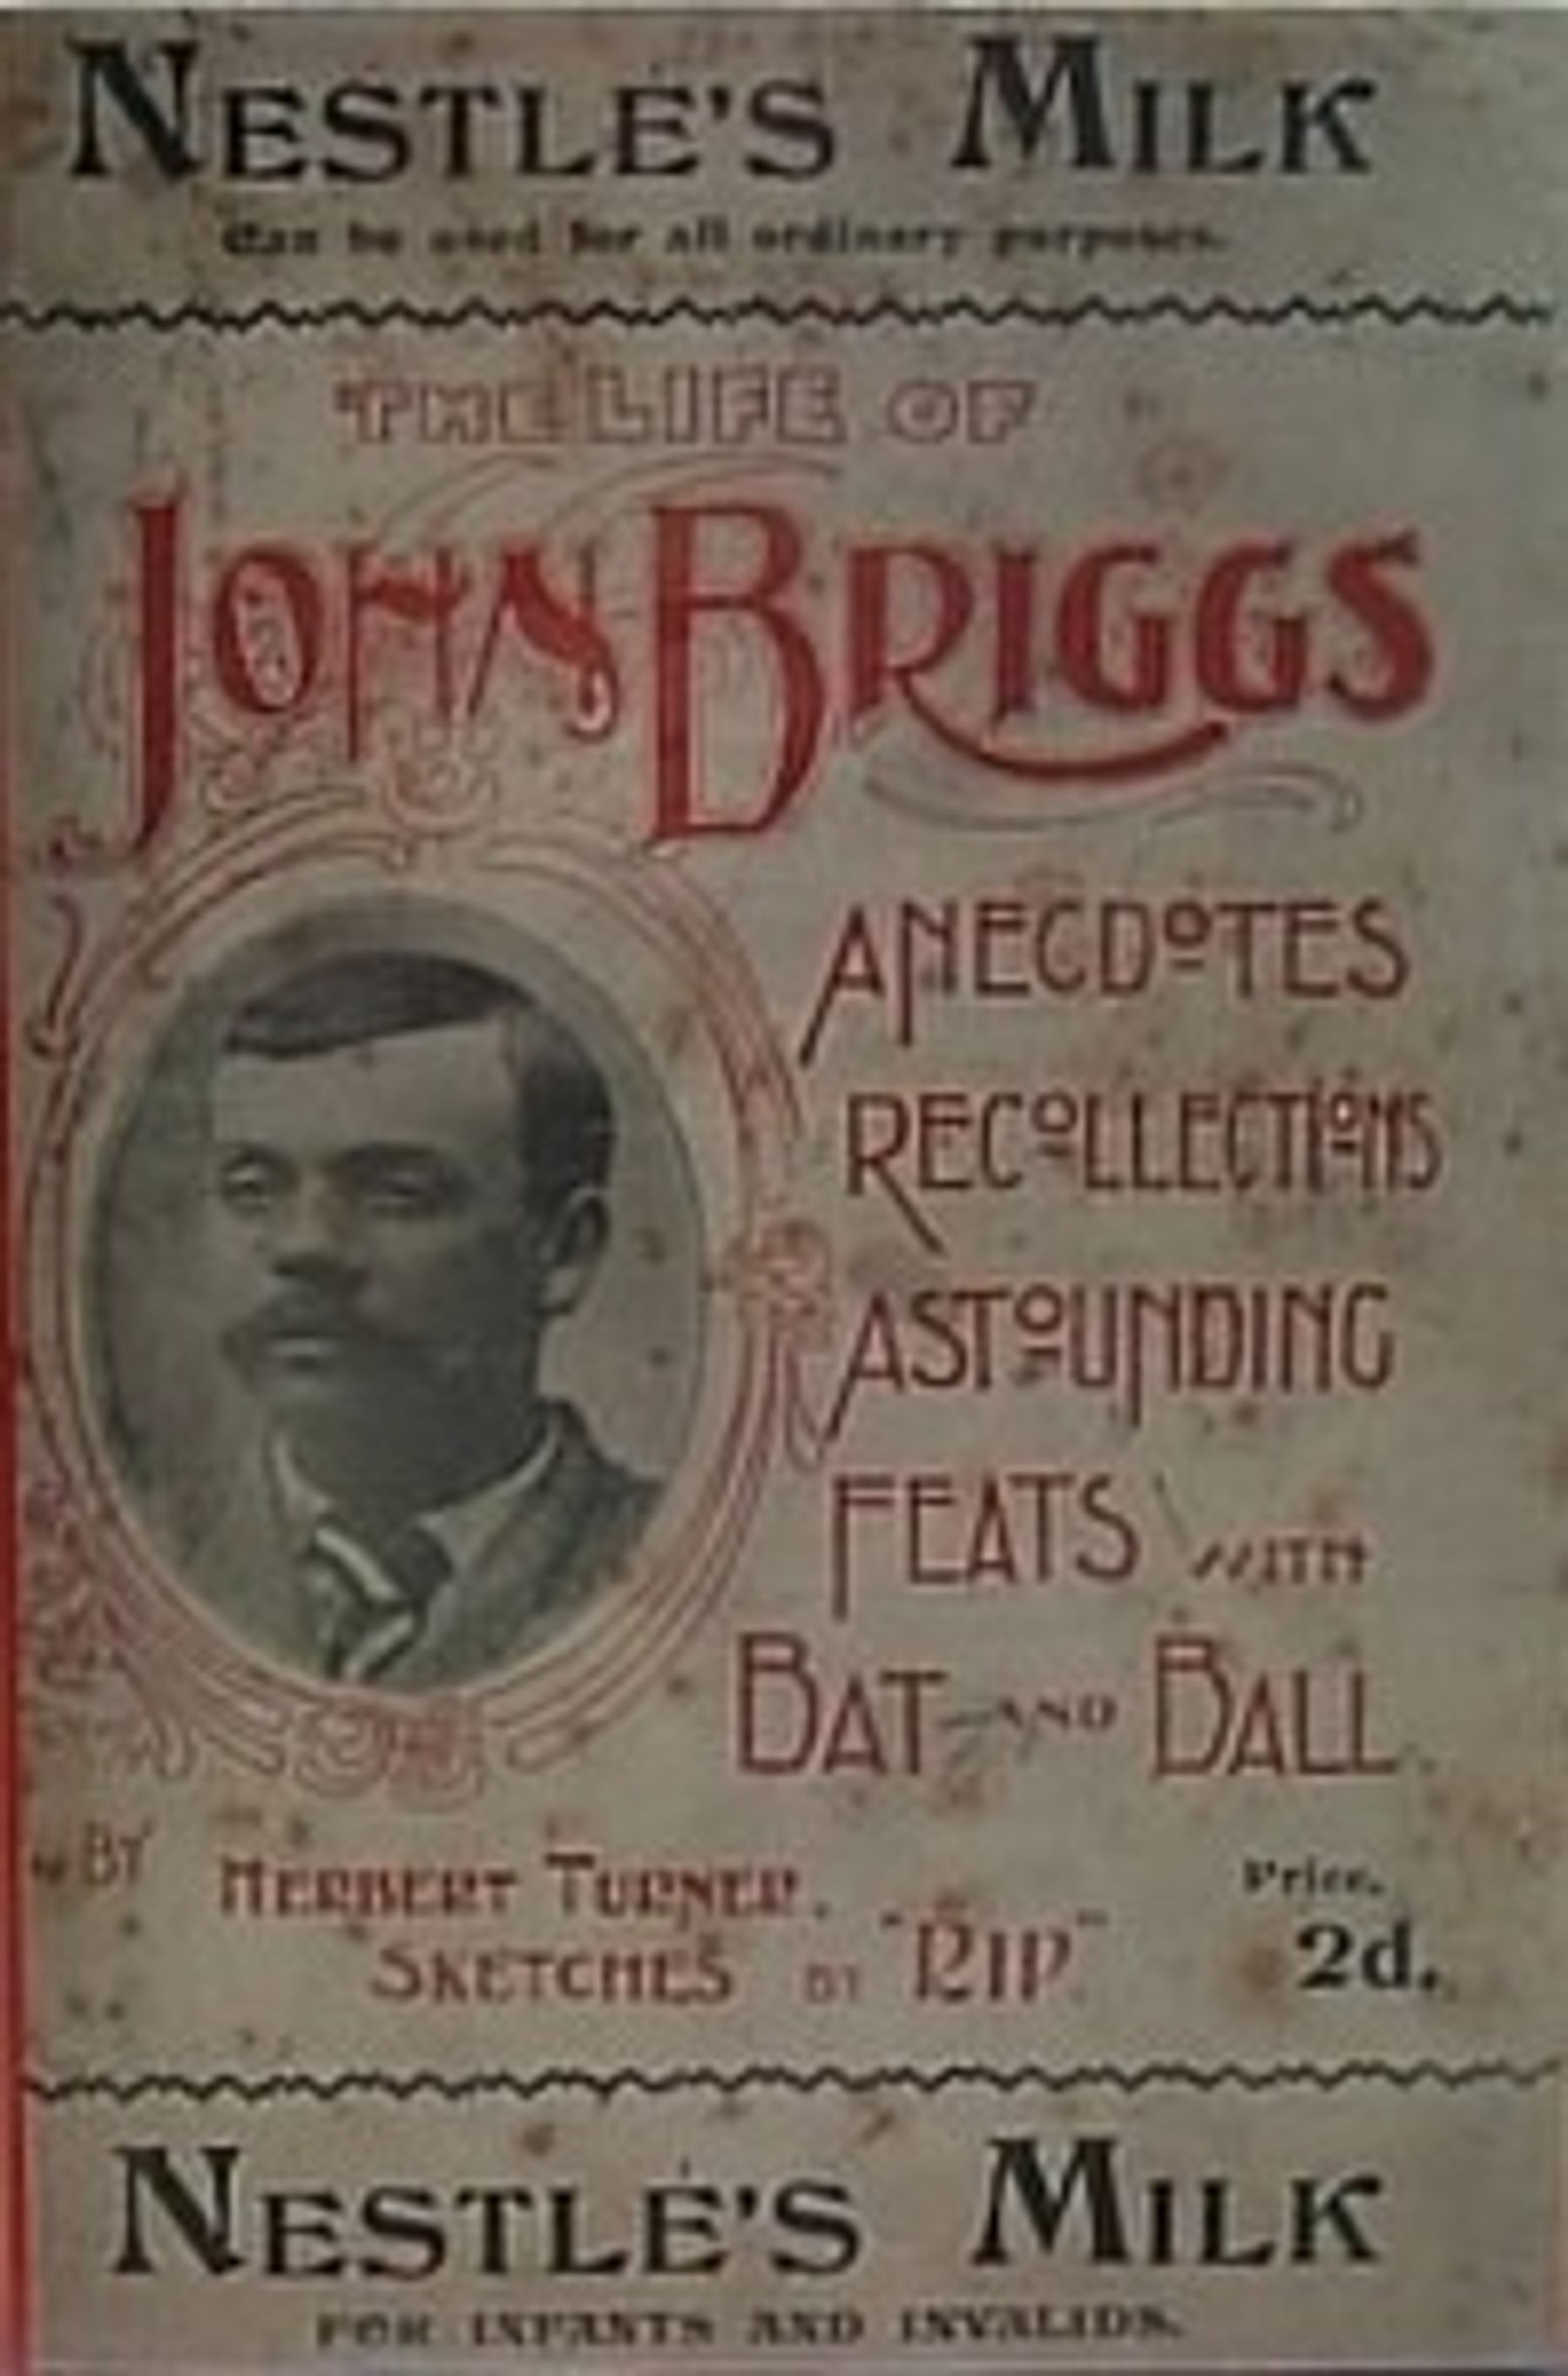 NESTLÉ'S MILK
Can be used for all ordinary purposes.
THE LIFE OF
JOHN BRIGGS
ANECDOTES
RECOLLECTIONS
ASTOUNDING
FEATS WITH
BAT AND BALL.
BY HERBERT TURNER.
SKETCHES BY "RIP."
Price.
2d.
NESTLÉ'S MILK
FOR INFANTS AND INVALIDS.